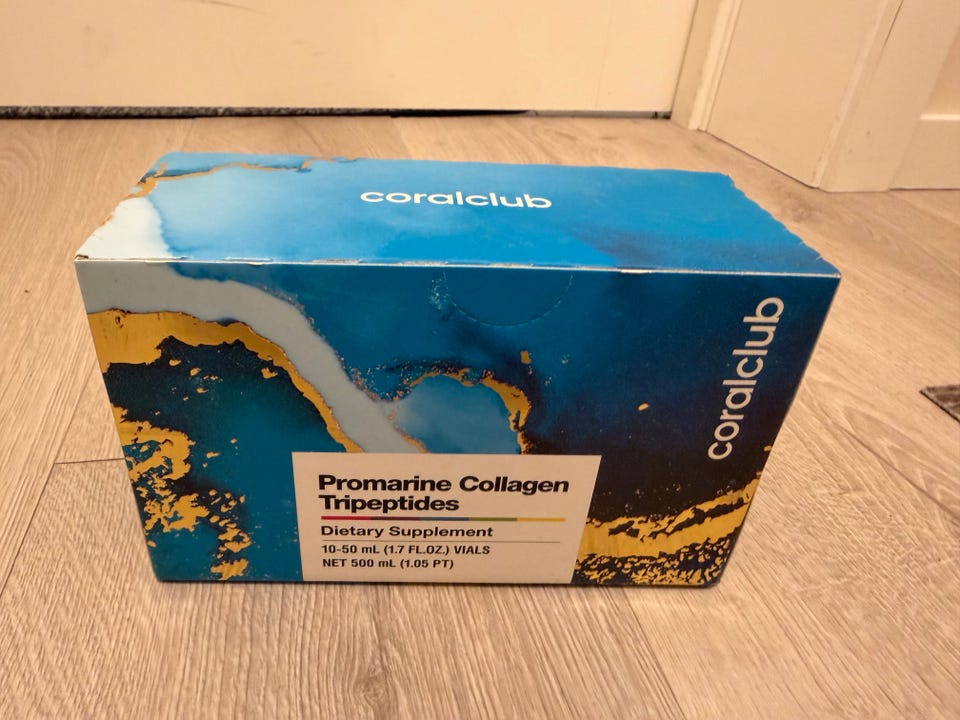 coralclub
coralclub
Promarine Collagen
Tripeptides
Dietary Supplement
10-50 mL (1.7 FL.OZ.) VIALS
NET 500 mL (1.05 PT)